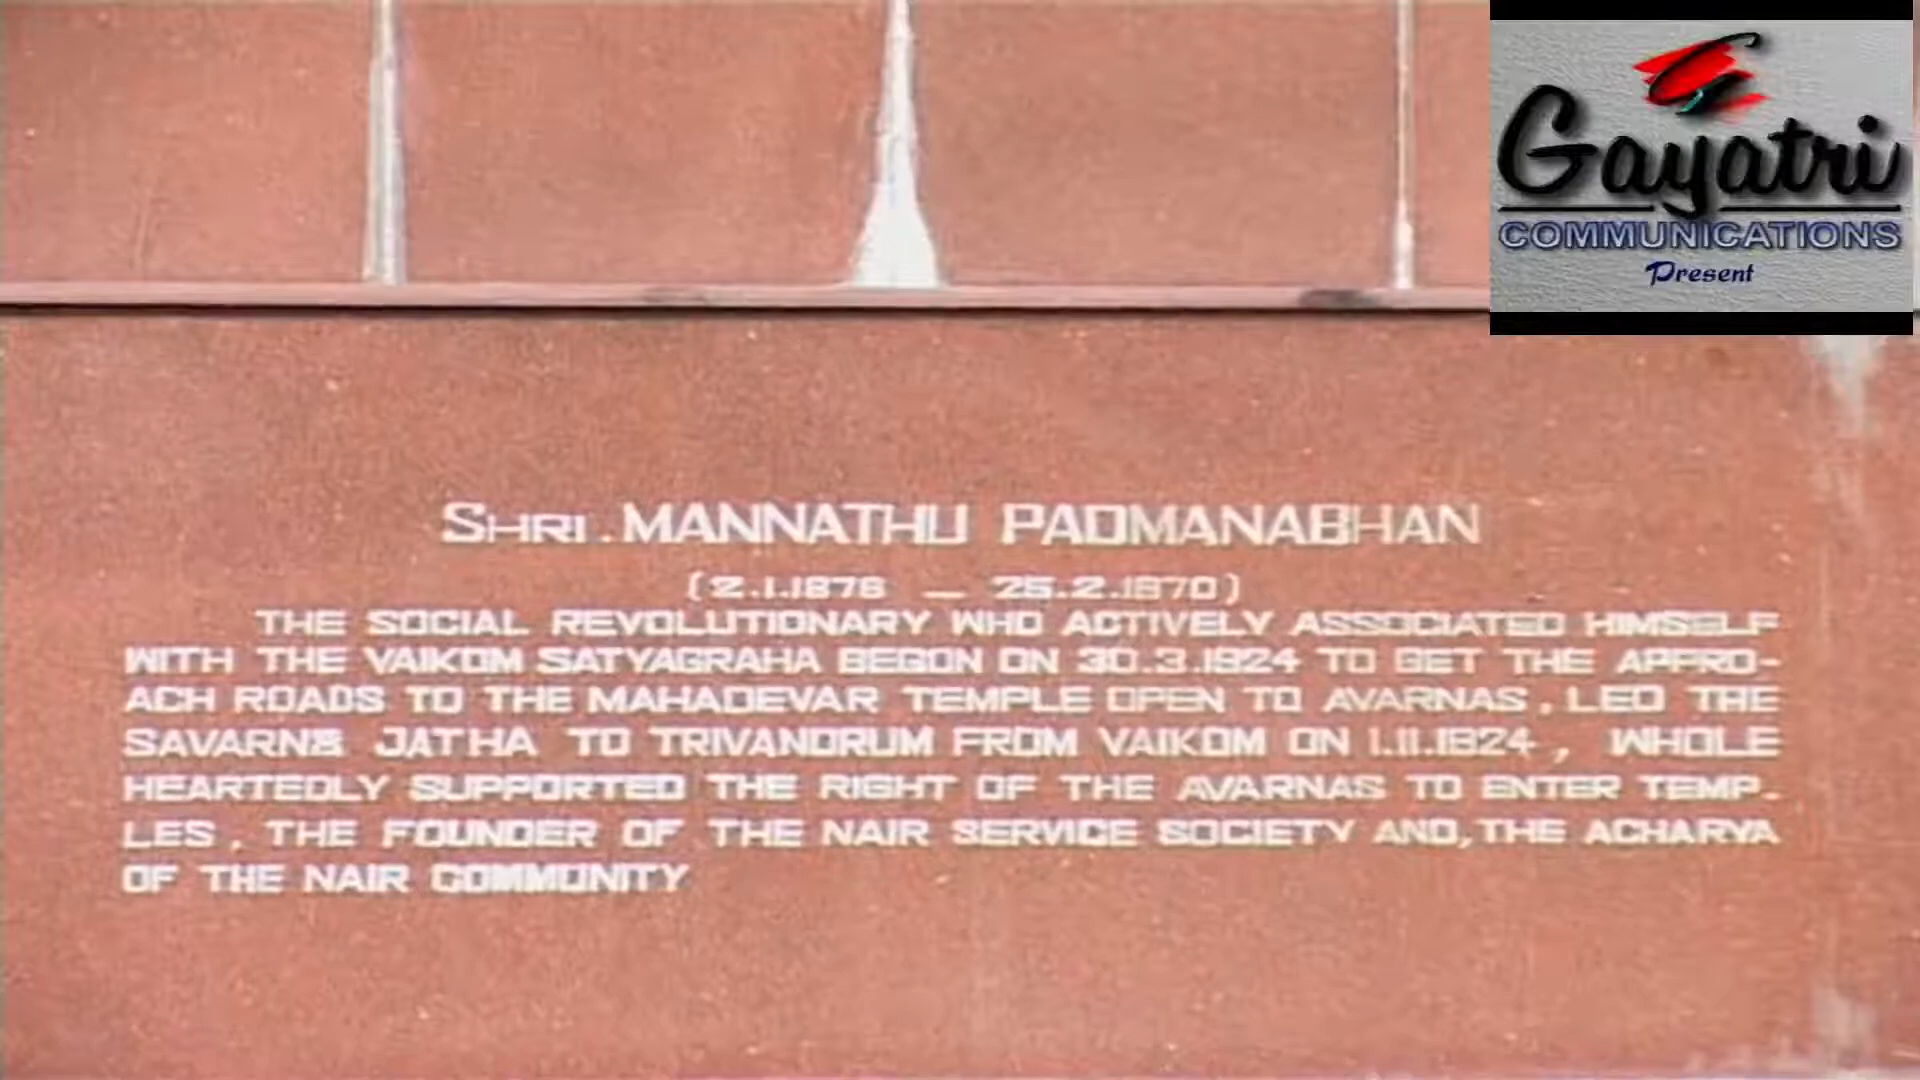 Gayatri
COMMUNICATIONS
Present
SHRI. MANNATHU PADMANABHAN
(2.1.1878 — 25.2.1970)
THE SOCIAL REVOLUTIONARY WHO ACTIVELY ASSOCIATED HIMSELF
WITH THE VAIKOM SATYAGRAHA BEGUN ON 30.3.1924 TO GET THE APPRO-
ACH ROADS TO THE MAHADEVAR TEMPLE OPEN TO AVARNAS, LED THE
SAVARNA JATHA TO TRIVANDRUM FROM VAIKOM ON 1.11.1924, WHOLE
HEARTEDLY SUPPORTED THE RIGHT OF THE AVARNAS TO ENTER TEMP-
LES, THE FOUNDER OF THE NAIR SERVICE SOCIETY AND, THE ACHARYA
OF THE NAIR COMMUNITY